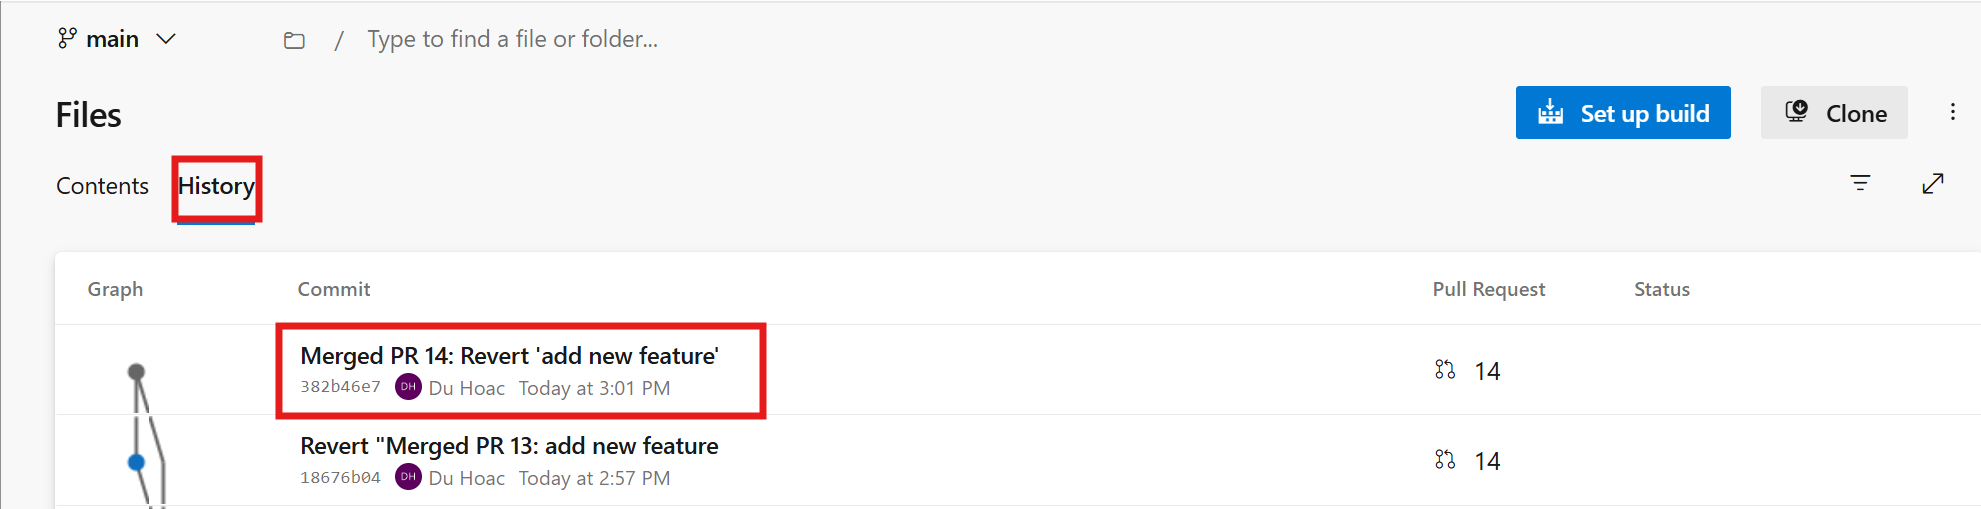 main
/ Type to find a file or folder...
Files
Set up build
Clone
Contents
History
Graph
Commit
Pull Request
Status
Merged PR 14: Revert 'add new feature'
382b46e7 DH Du Hoac Today at 3:01 PM
14
Revert "Merged PR 13: add new feature
18676b04 DH Du Hoac Today at 2:57 PM
14